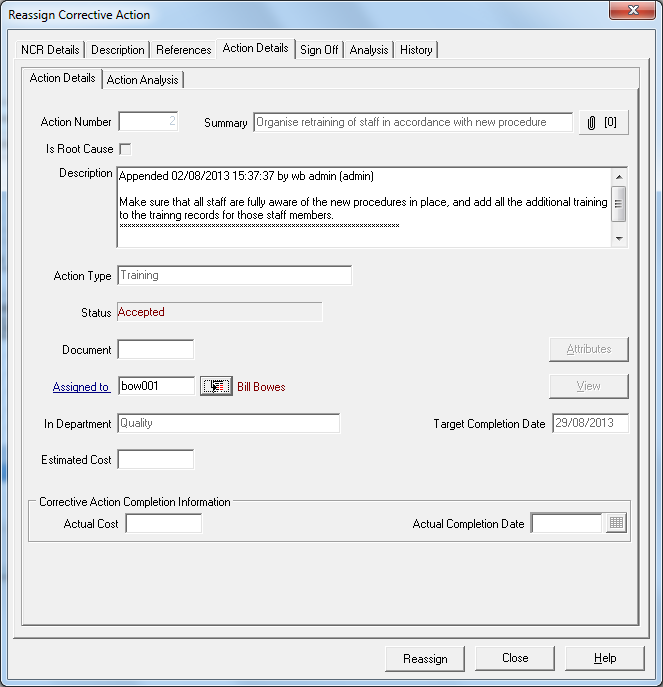 Reassign Corrective Action
NCR Details Description References Action Details Sign Off Analysis History
Action Details Action Analysis
Action Number 2 Summary Organise retraining of staff in accordance with new procedure [0]
Is Root Cause
Description Appended 02/08/2013 15:37:37 by wb admin (admin)
Make sure that all staff are fully aware of the new procedures in place, and add all the additional training
to the trainng records for those staff members.
Action Type Training
Status Accepted
Document Attributes
Assigned to bow001 Bill Bowes View
In Department Quality Target Completion Date 29/08/2013
Estimated Cost
Corrective Action Completion Information
Actual Cost Actual Completion Date
Reassign Close Help